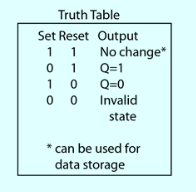 Truth Table
Set Reset Output
1 1 No change*
0 1 Q=1
1 0 Q=0
0 0 Invalid
state
* can be used for
data storage